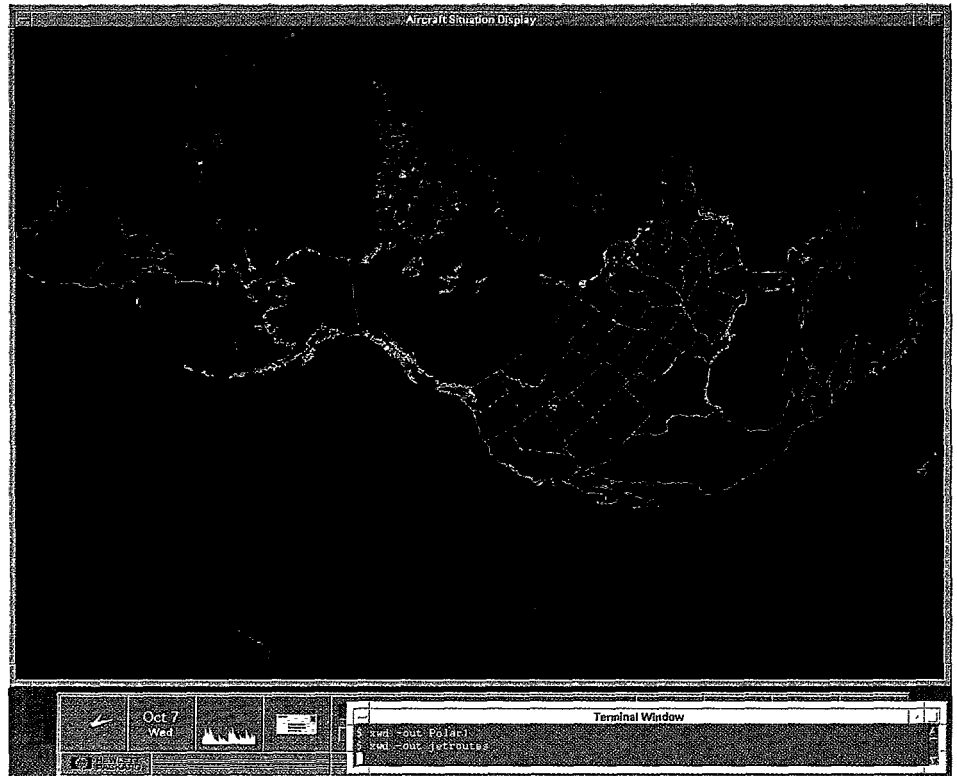 Aircraft Situation Display
Oct 7
Wed
Terminal Window
$ xwd -out Polar1
$ xwd -out jetroutes